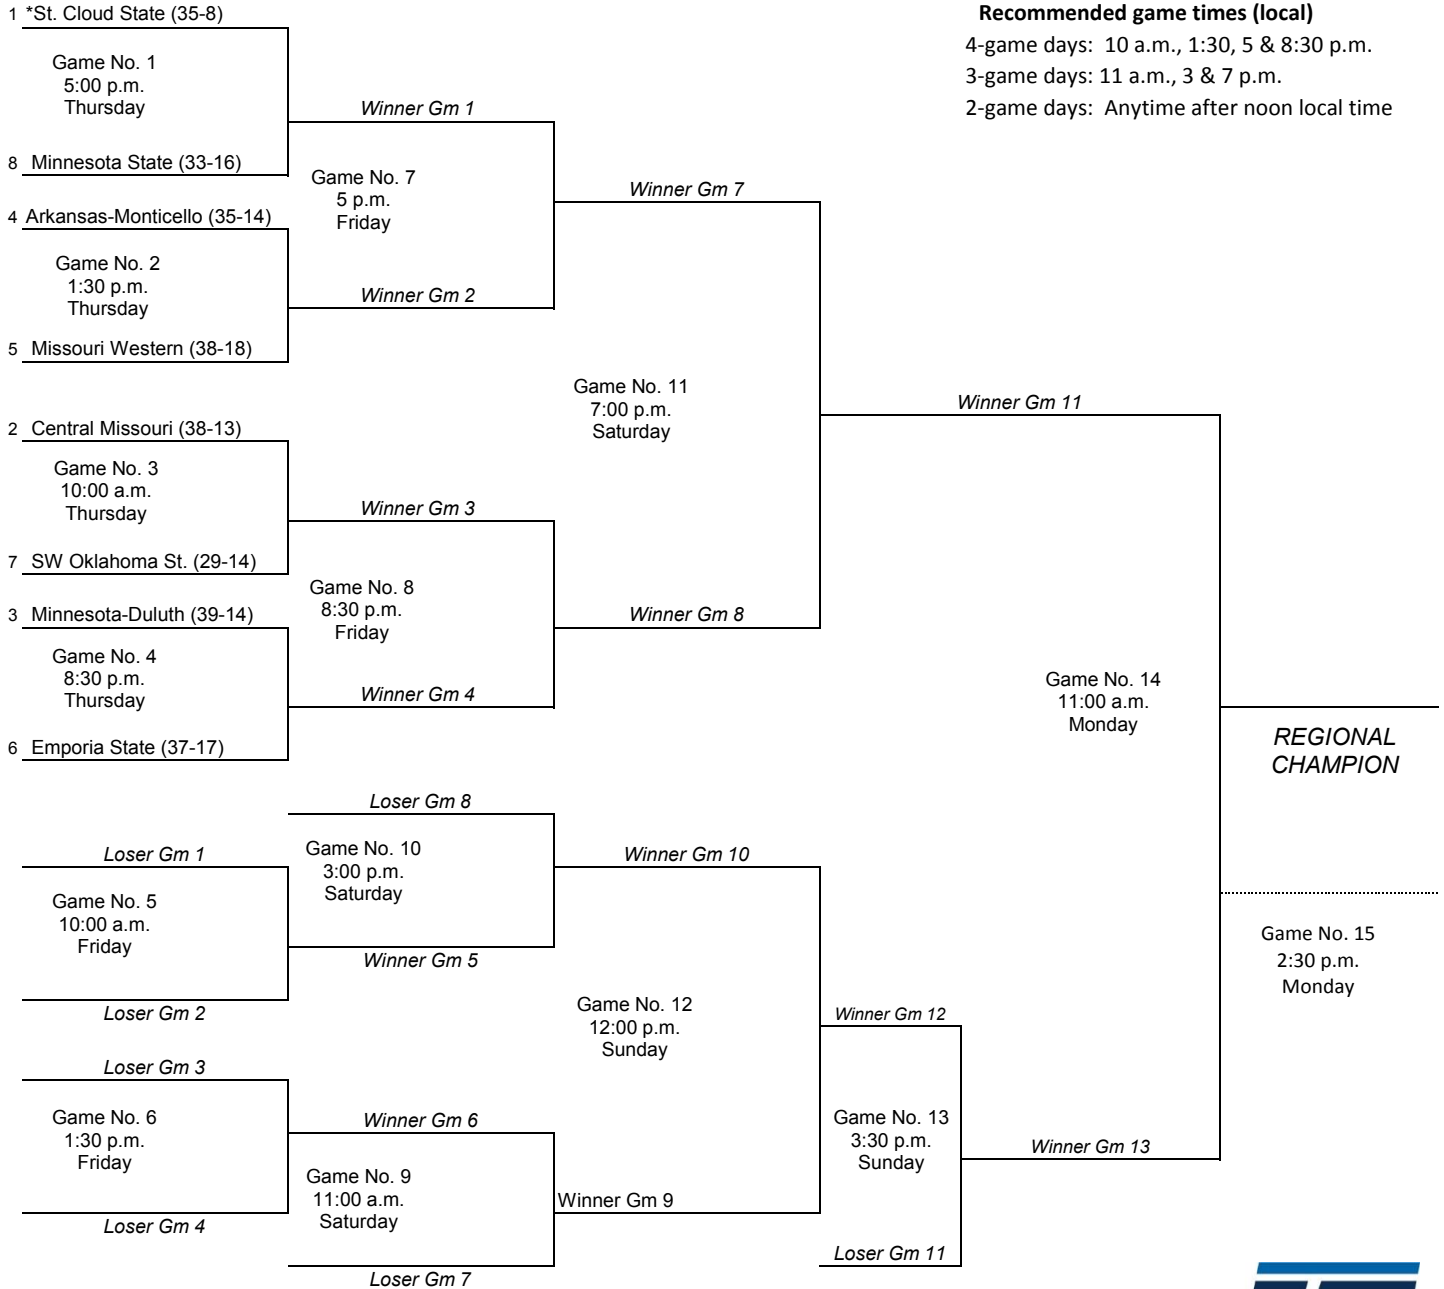 1 *St. Cloud State (35-8)
Game No. 1
5:00 p.m.
Thursday
8 Minnesota State (33-16)
4 Arkansas-Monticello (35-14)
Game No. 2
1:30 p.m.
Thursday
5 Missouri Western (38-18)
2 Central Missouri (38-13)
Game No. 3
10:00 a.m.
Thursday
7 SW Oklahoma St. (29-14)
3 Minnesota-Duluth (39-14)
Game No. 4
8:30 p.m.
Thursday
6 Emporia State (37-17)
Loser Gm 1
Game No. 5
10:00 a.m.
Friday
Loser Gm 2
Loser Gm 3
Game No. 6
1:30 p.m.
Friday
Loser Gm 4
Winner Gm 1
Game No. 7
5 p.m.
Friday
Winner Gm 2
Winner Gm 3
Game No. 8
8:30 p.m.
Friday
Winner Gm 4
Loser Gm 8
Game No. 10
3:00 p.m.
Saturday
Winner Gm 5
Winner Gm 6
Game No. 9
11:00 a.m.
Saturday
Loser Gm 7
Winner Gm 7
Game No. 11
7:00 p.m.
Saturday
Winner Gm 8
Winner Gm 10
Game No. 12
12:00 p.m.
Sunday
Winner Gm 9
Winner Gm 12
Game No. 13
3:30 p.m.
Sunday
Loser Gm 11
Recommended game times (local)
4-game days: 10 a.m., 1:30, 5 & 8:30 p.m.
3-game days: 11 a.m., 3 & 7 p.m.
2-game days: Anytime after noon local time
Winner Gm 11
Game No. 14
11:00 a.m.
Monday
Winner Gm 13
REGIONAL
CHAMPION
Game No. 15
2:30 p.m.
Monday